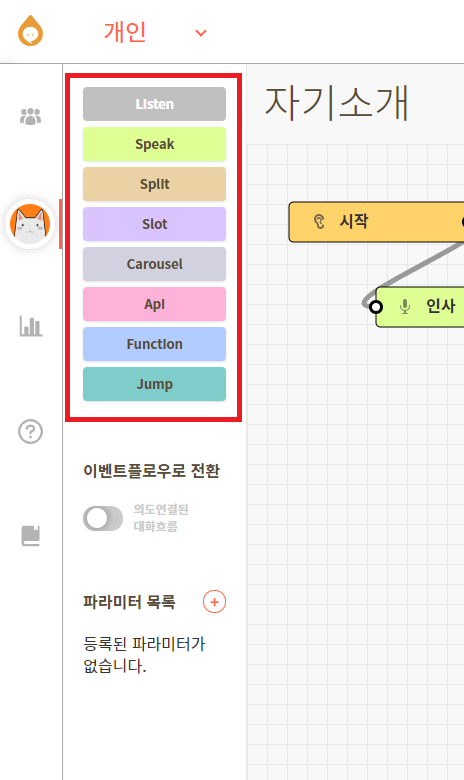 개인
Listen
Speak
Split
Slot
Carousel
Api
Function
Jump
이벤트플로우로 전환
의도연결된
대화흐름
파라미터 목록
등록된 파라미터가
없습니다.
자기소개
시작
인사